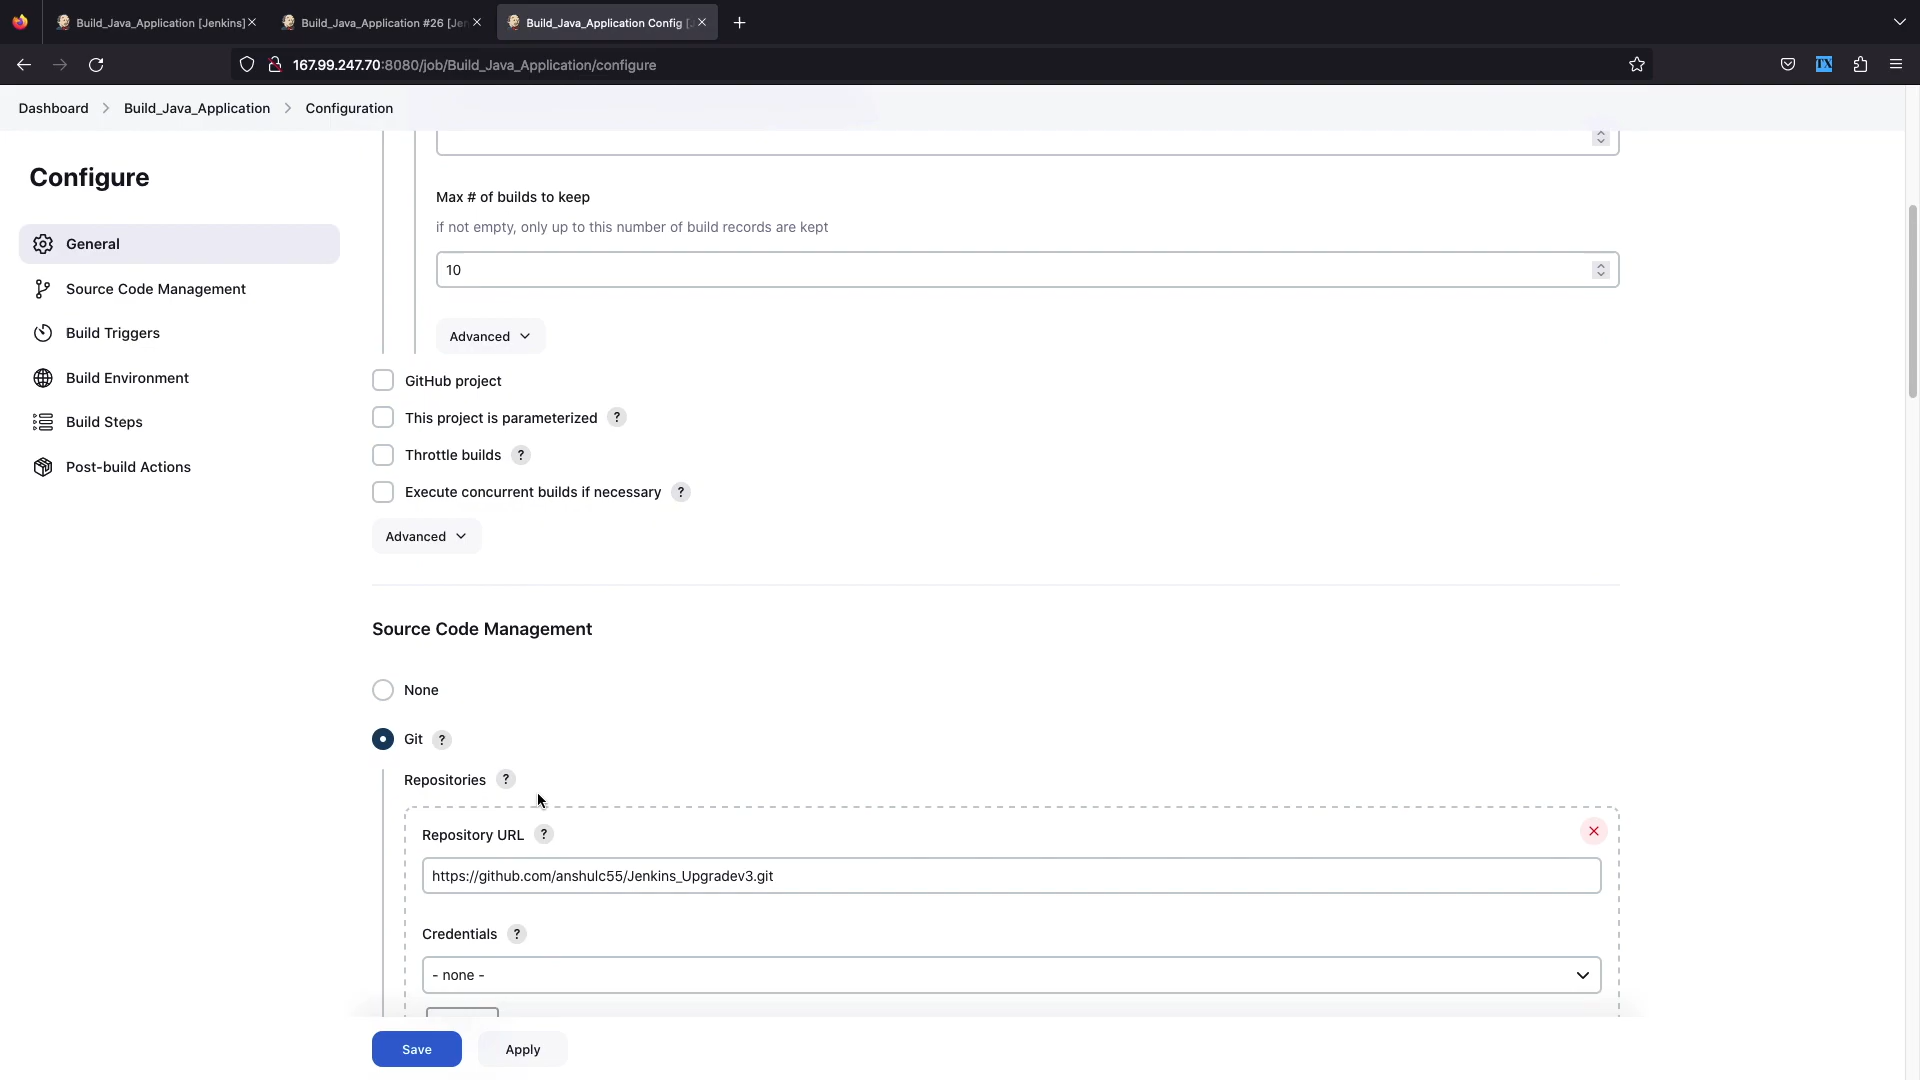 Build_Java_Application [Jenkins]
Build_Java_Application #26 [Jen
Build_Java_Application Config [
167.99.247.70:8080/job/Build_Java_Application/configure
Dashboard
Build_Java_Application
Configuration
Configure
General
Source Code Management
Build Triggers
Build Environment
Build Steps
Post-build Actions
Max # of builds to keep
if not empty, only up to this number of build records are kept
10
Advanced
GitHub project
This project is parameterized ?
Throttle builds ?
Execute concurrent builds if necessary ?
Advanced
Source Code Management
None
Git ?
Repositories ?
Repository URL ?
https://github.com/anshulc55/Jenkins_Upgradev3.git
Credentials ?
- none -
Save
Apply